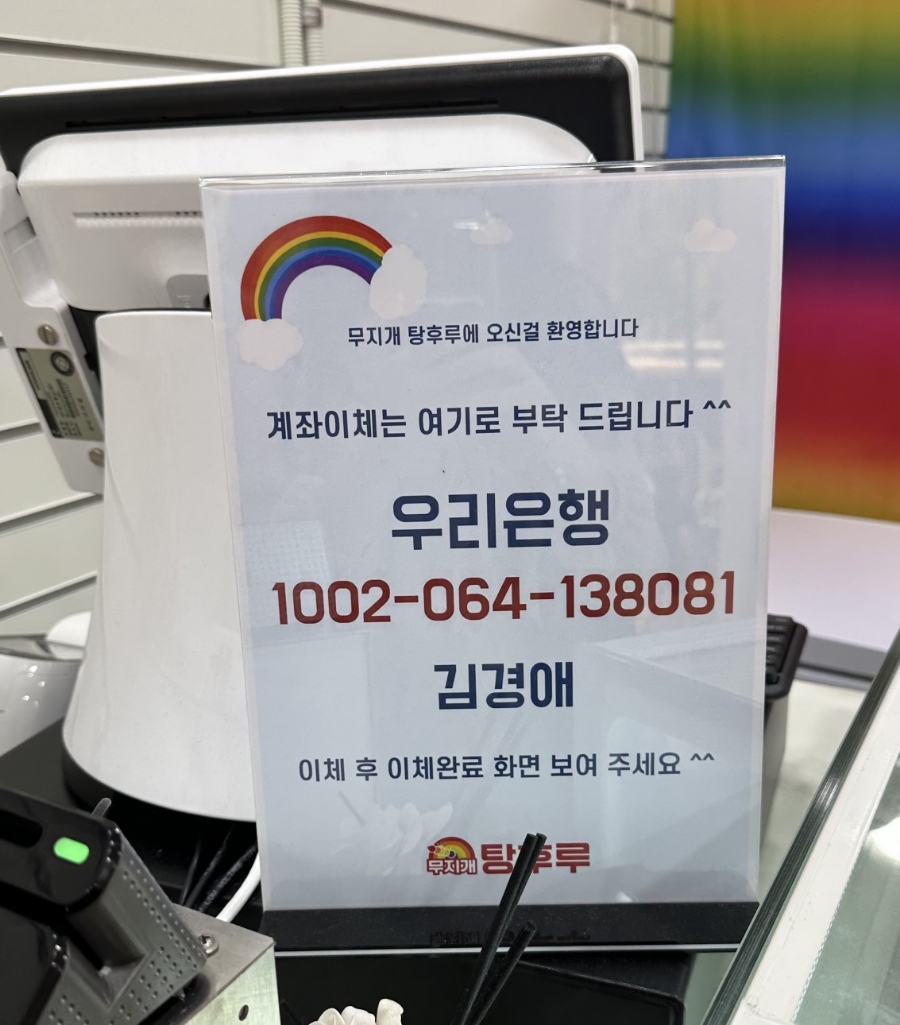 무지개 탕후루에 오신걸 환영합니다
계좌이체는 여기로 부탁 드립니다 ^^
우리은행
1002-064-138081
김경애
이체 후 이체완료 화면 보여 주세요 ^^
무지개 탕후루